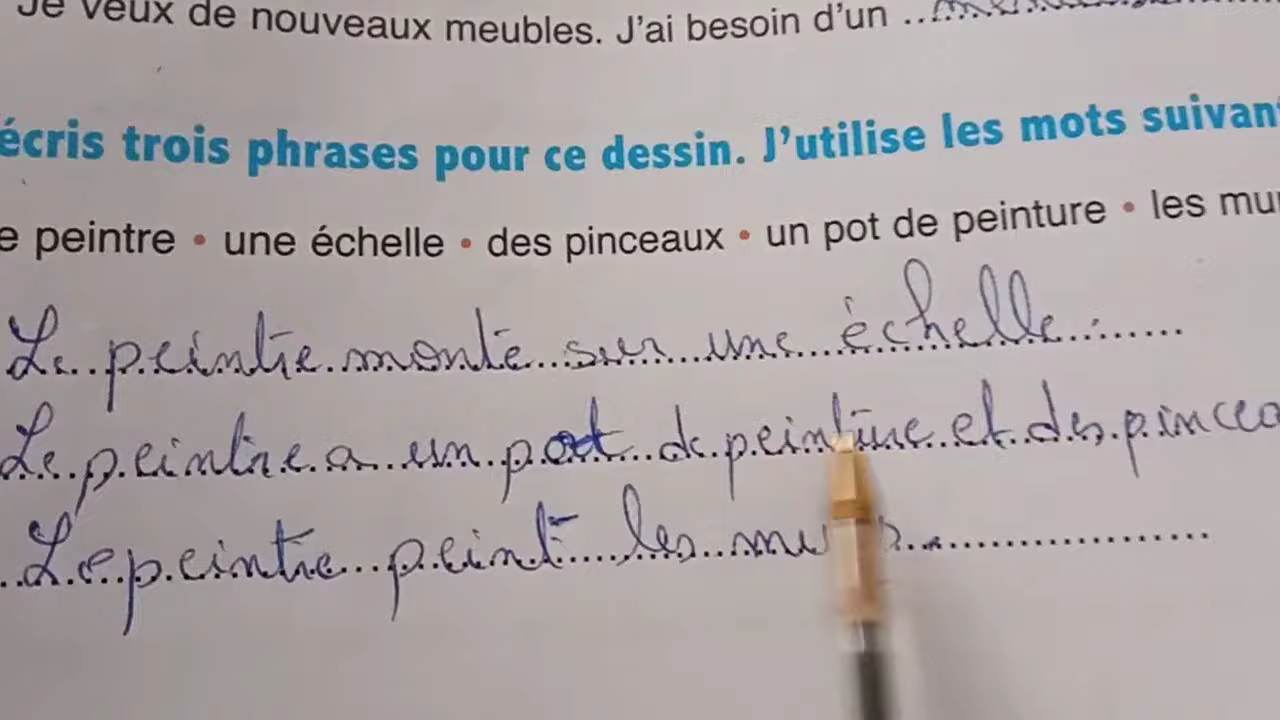 Je veux de nouveaux meubles. J'ai besoin d'un ..
écris trois phrases pour ce dessin. J'utilise les mots suivan
e peintre • une échelle • des pinceaux • un pot de peinture • les mu
Le peintre monte sur une échelle.
Le peintre a un pot de peinture et des pincea
Le peintre peint les murs.